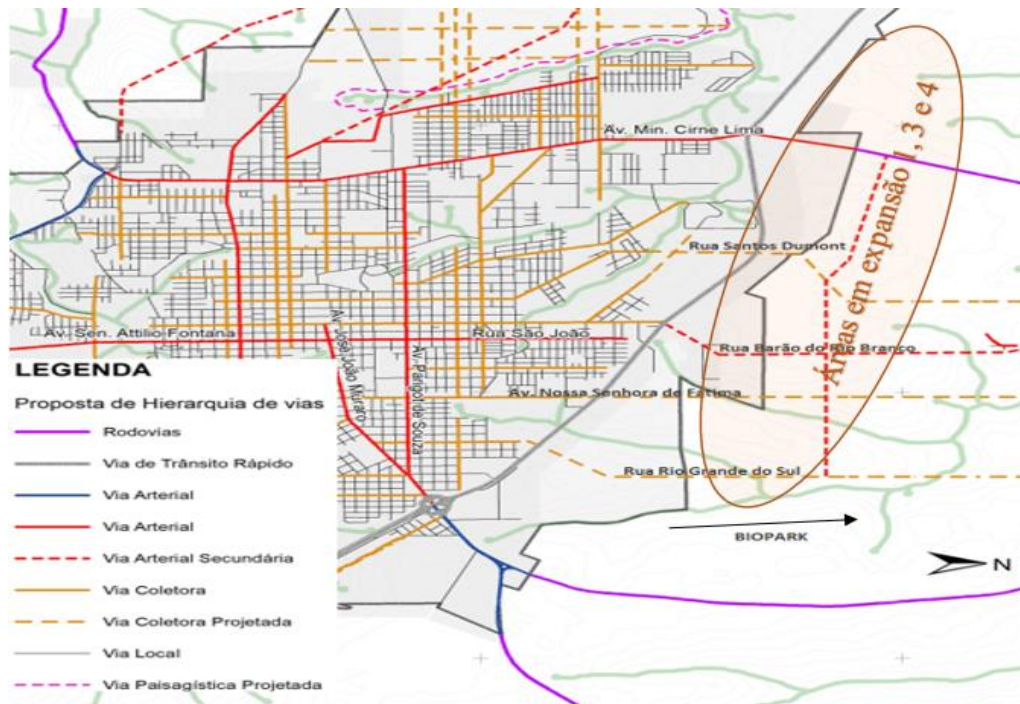 Av. Min. Cirne Lima
Áreas em expansão 1, 3 e 4
Rua Santos Dumont
Av. Sen. Attílio Fontana
Av. José João Muraro
Av. Parigot de Souza
Rua São João
Rua Barão do Rio Branco
Av. Nossa Senhora de Fatima
Rua Rio Grande do Sul
BIOPARK
N
LEGENDA
Proposta de Hierarquia de vias
Rodovias
Via de Trânsito Rápido
Via Arterial
Via Arterial
Via Arterial Secundária
Via Coletora
Via Coletora Projetada
Via Local
Via Paisagística Projetada